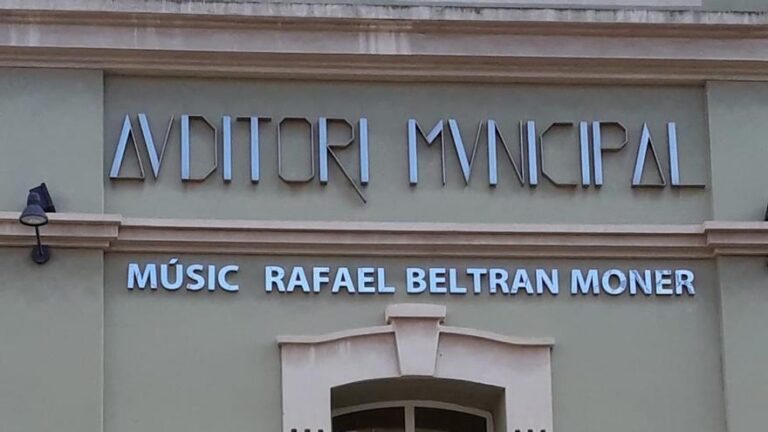 AVDITORI MVNICIPAL
MÚSIC RAFAEL BELTRAN MONER